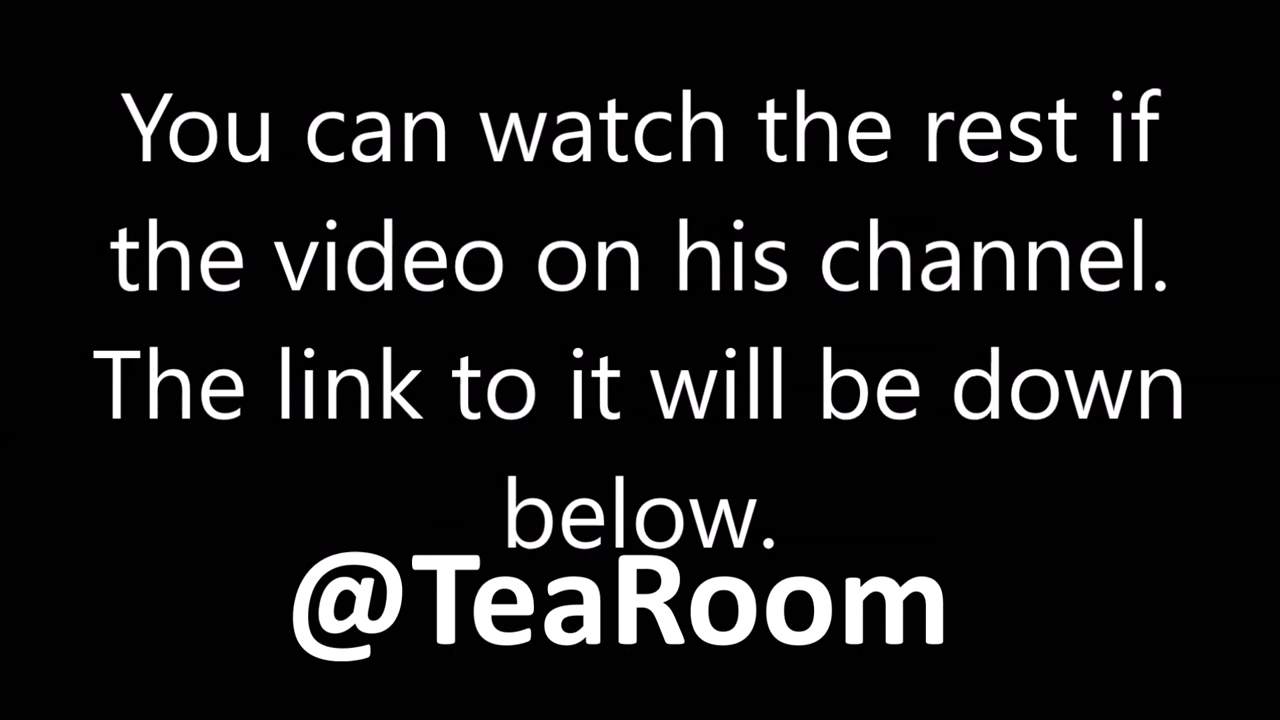 You can watch the rest if
the video on his channel.
The link to it will be down
below.
@TeaRoom